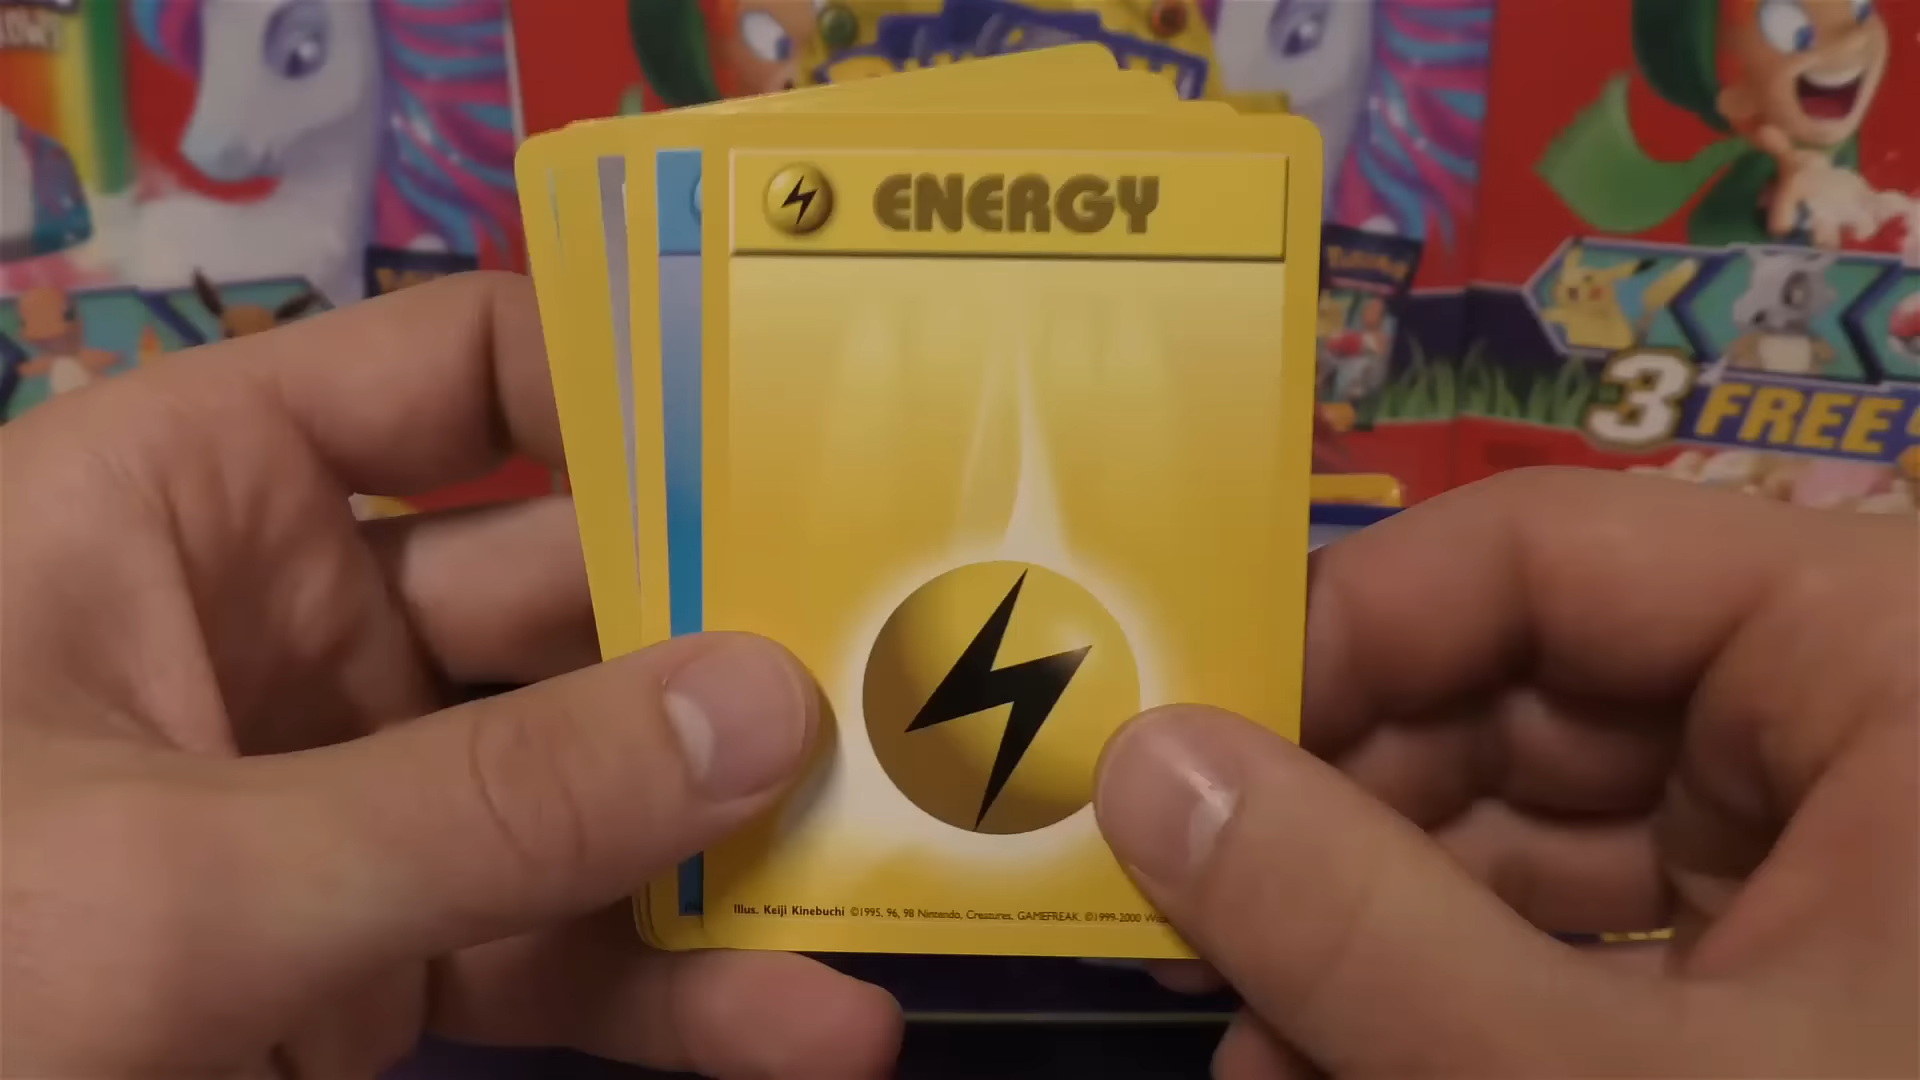 ENERGY
3 FREE
Illus. Keiji Kinebuchi ©1995, 96, 98 Nintendo, Creatures, GAMEFREAK. ©1999-2000